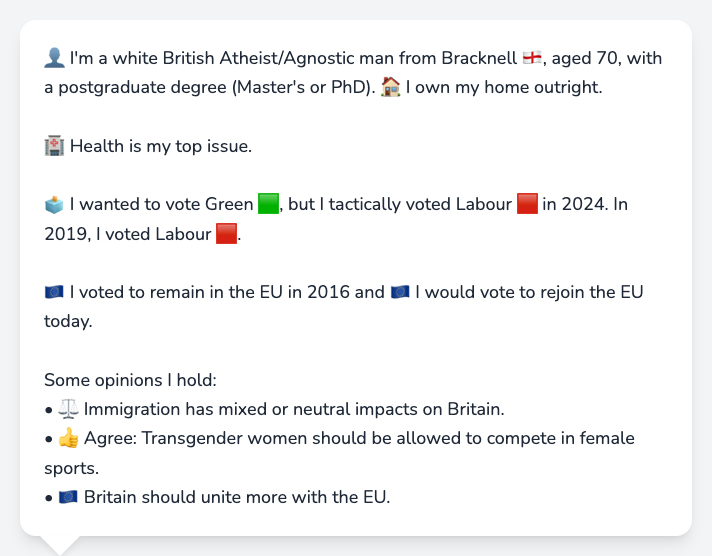 👤 I'm a white British Atheist/Agnostic man from Bracknell 🏴󠁧󠁢󠁥󠁮󠁧󠁿, aged 70, with
a postgraduate degree (Master's or PhD). 🏠 I own my home outright.
🏥 Health is my top issue.
🗳️ I wanted to vote Green 🟩, but I tactically voted Labour 🟥 in 2024. In
2019, I voted Labour 🟥.
🇪🇺 I voted to remain in the EU in 2016 and 🇪🇺 I would vote to rejoin the EU
today.
Some opinions I hold:
• ⚖️ Immigration has mixed or neutral impacts on Britain.
• 👍 Agree: Transgender women should be allowed to compete in female
sports.
• 🇪🇺 Britain should unite more with the EU.